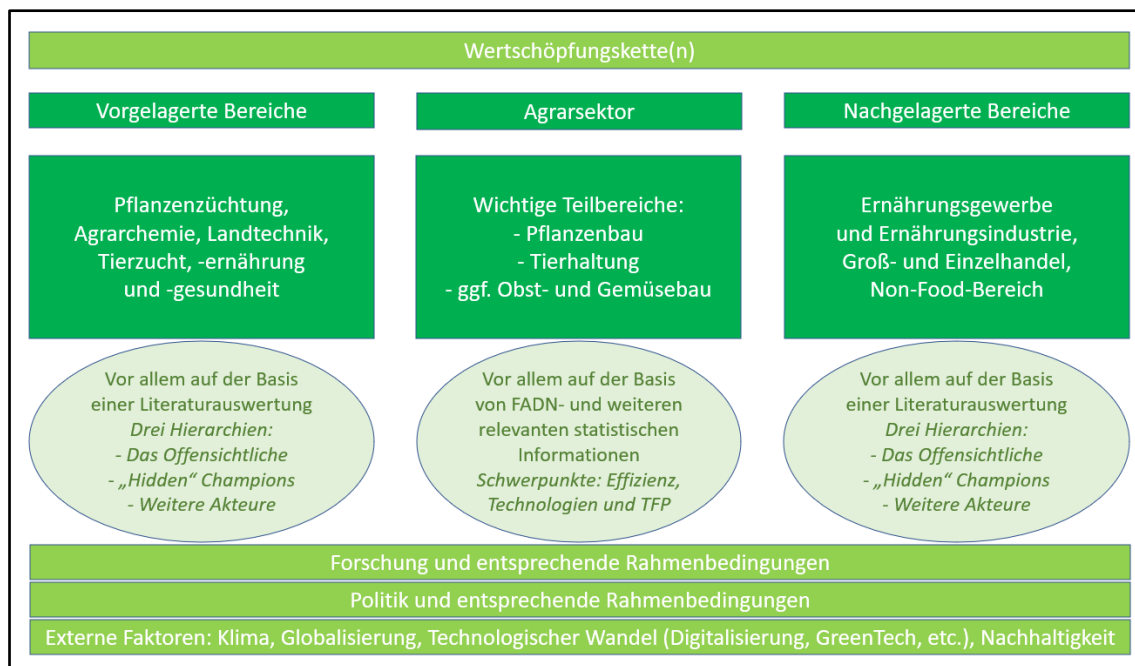 Wertschöpfungskette(n)
Vorgelagerte Bereiche
Agrarsektor
Nachgelagerte Bereiche
Pflanzenzüchtung,
Agrarchemie, Landtechnik,
Tierzucht, -ernährung
und -gesundheit
Wichtige Teilbereiche:
- Pflanzenbau
- Tierhaltung
- ggf. Obst- und Gemüsebau
Ernährungsgewerbe
und Ernährungsindustrie,
Groß- und Einzelhandel,
Non-Food-Bereich
Vor allem auf der Basis
einer Literaturauswertung
Drei Hierarchien:
- Das Offensichtliche
- „Hidden“ Champions
- Weitere Akteure
Vor allem auf der Basis
von FADN- und weiteren
relevanten statistischen
Informationen
Schwerpunkte: Effizienz,
Technologien und TFP
Vor allem auf der Basis
einer Literaturauswertung
Drei Hierarchien:
- Das Offensichtliche
- „Hidden“ Champions
- Weitere Akteure
Forschung und entsprechende Rahmenbedingungen
Politik und entsprechende Rahmenbedingungen
Externe Faktoren: Klima, Globalisierung, Technologischer Wandel (Digitalisierung, GreenTech, etc.), Nachhaltigkeit